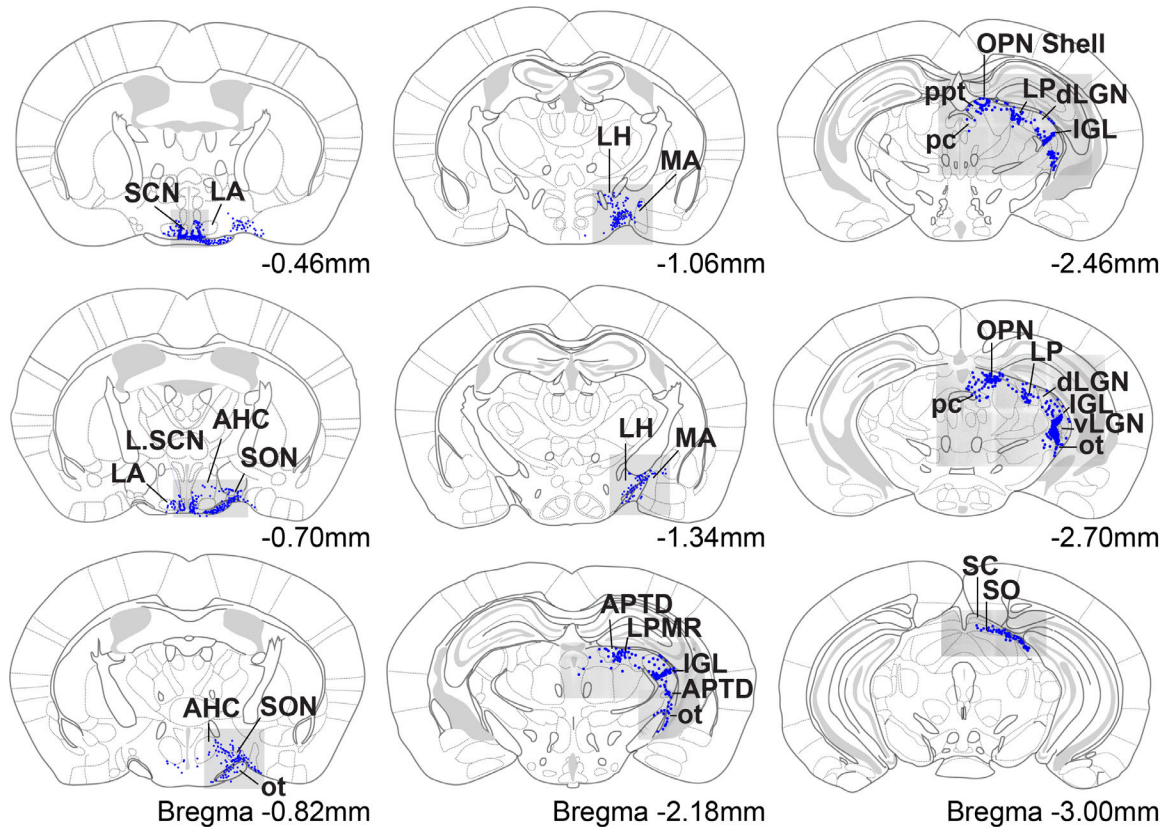 SCN
LA
-0.46mm
LH
MA
-1.06mm
OPN Shell
ppt
LP
dLGN
IGL
pc
-2.46mm
AHC
L.SCN
SON
LA
-0.70mm
LH
MA
-1.34mm
OPN
LP
dLGN
pc
IGL
vLGN
ot
-2.70mm
AHC
SON
ot
Bregma -0.82mm
APTD
LPMR
IGL
APTD
ot
Bregma -2.18mm
SC
SO
Bregma -3.00mm